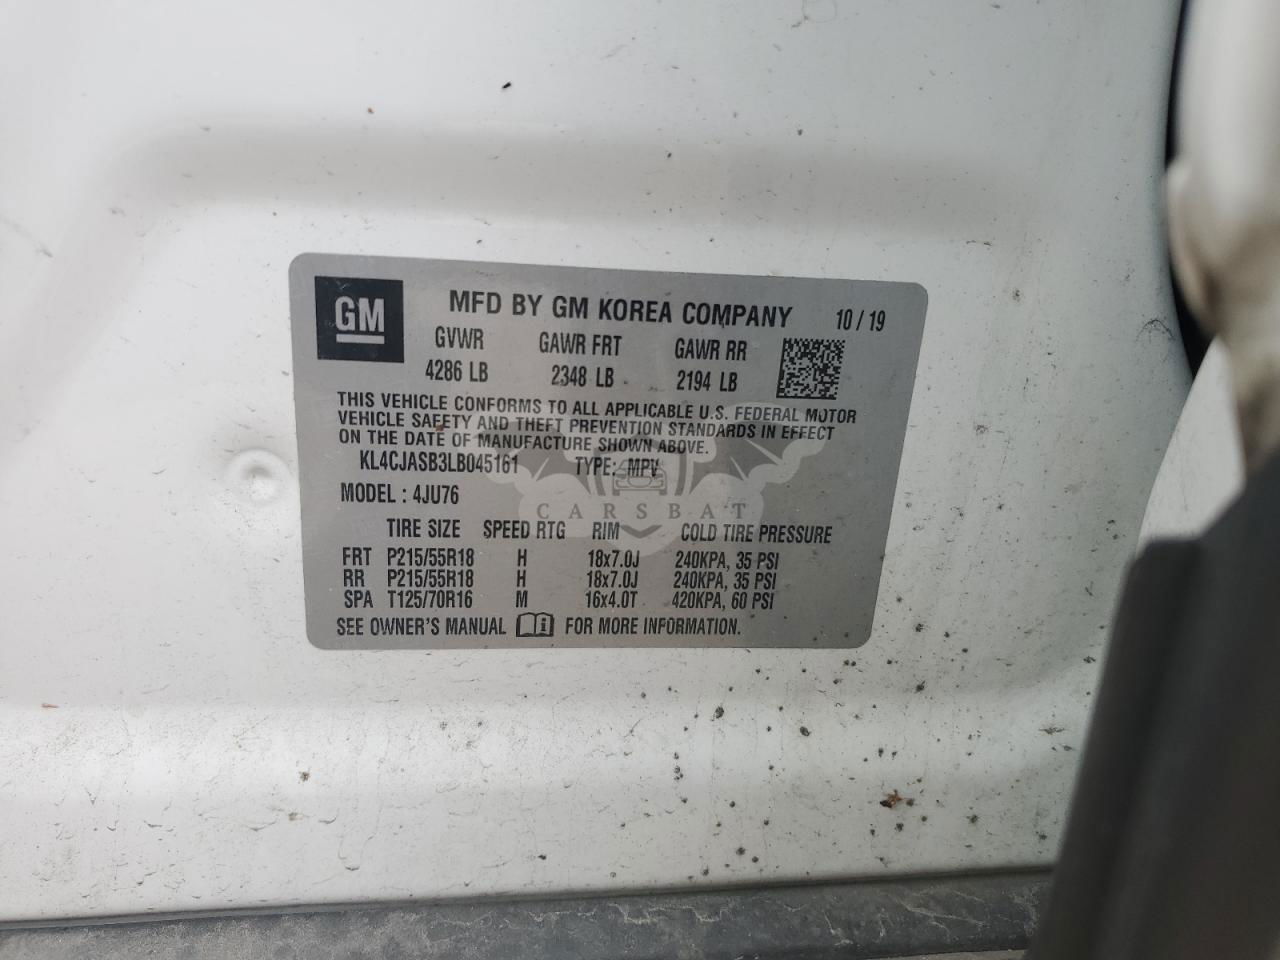 GM MFD BY GM KOREA COMPANY 10/19
GVWR GAWR FRT GAWR RR
4286 LB 2348 LB 2194 LB
THIS VEHICLE CONFORMS TO ALL APPLICABLE U.S. FEDERAL MOTOR
VEHICLE SAFETY AND THEFT PREVENTION STANDARDS IN EFFECT
ON THE DATE OF MANUFACTURE SHOWN ABOVE.
KL4CJASB3LB045161 TYPE: MPV
MODEL : 4JU76
CARSBAT
TIRE SIZE SPEED RTG RIM COLD TIRE PRESSURE
FRT P215/55R18 H 18x7.0J 240KPA, 35 PSI
RR P215/55R18 H 18x7.0J 240KPA, 35 PSI
SPA T125/70R16 M 16x4.0T 420KPA, 60 PSI
SEE OWNER'S MANUAL i FOR MORE INFORMATION.